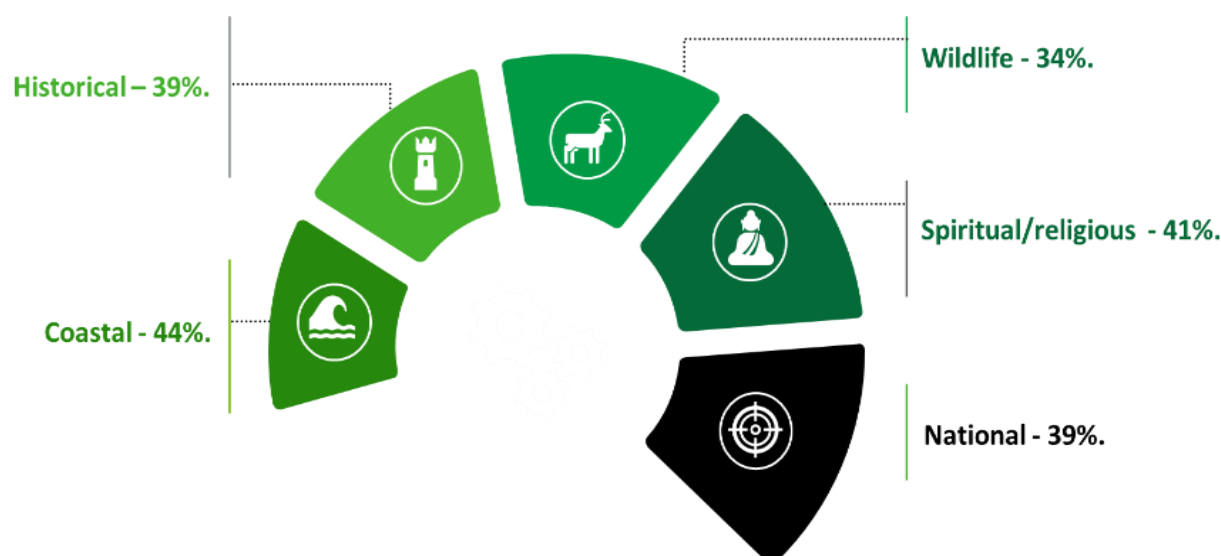 Historical – 39%.
Wildlife - 34%.
Spiritual/religious - 41%.
Coastal - 44%.
National - 39%.